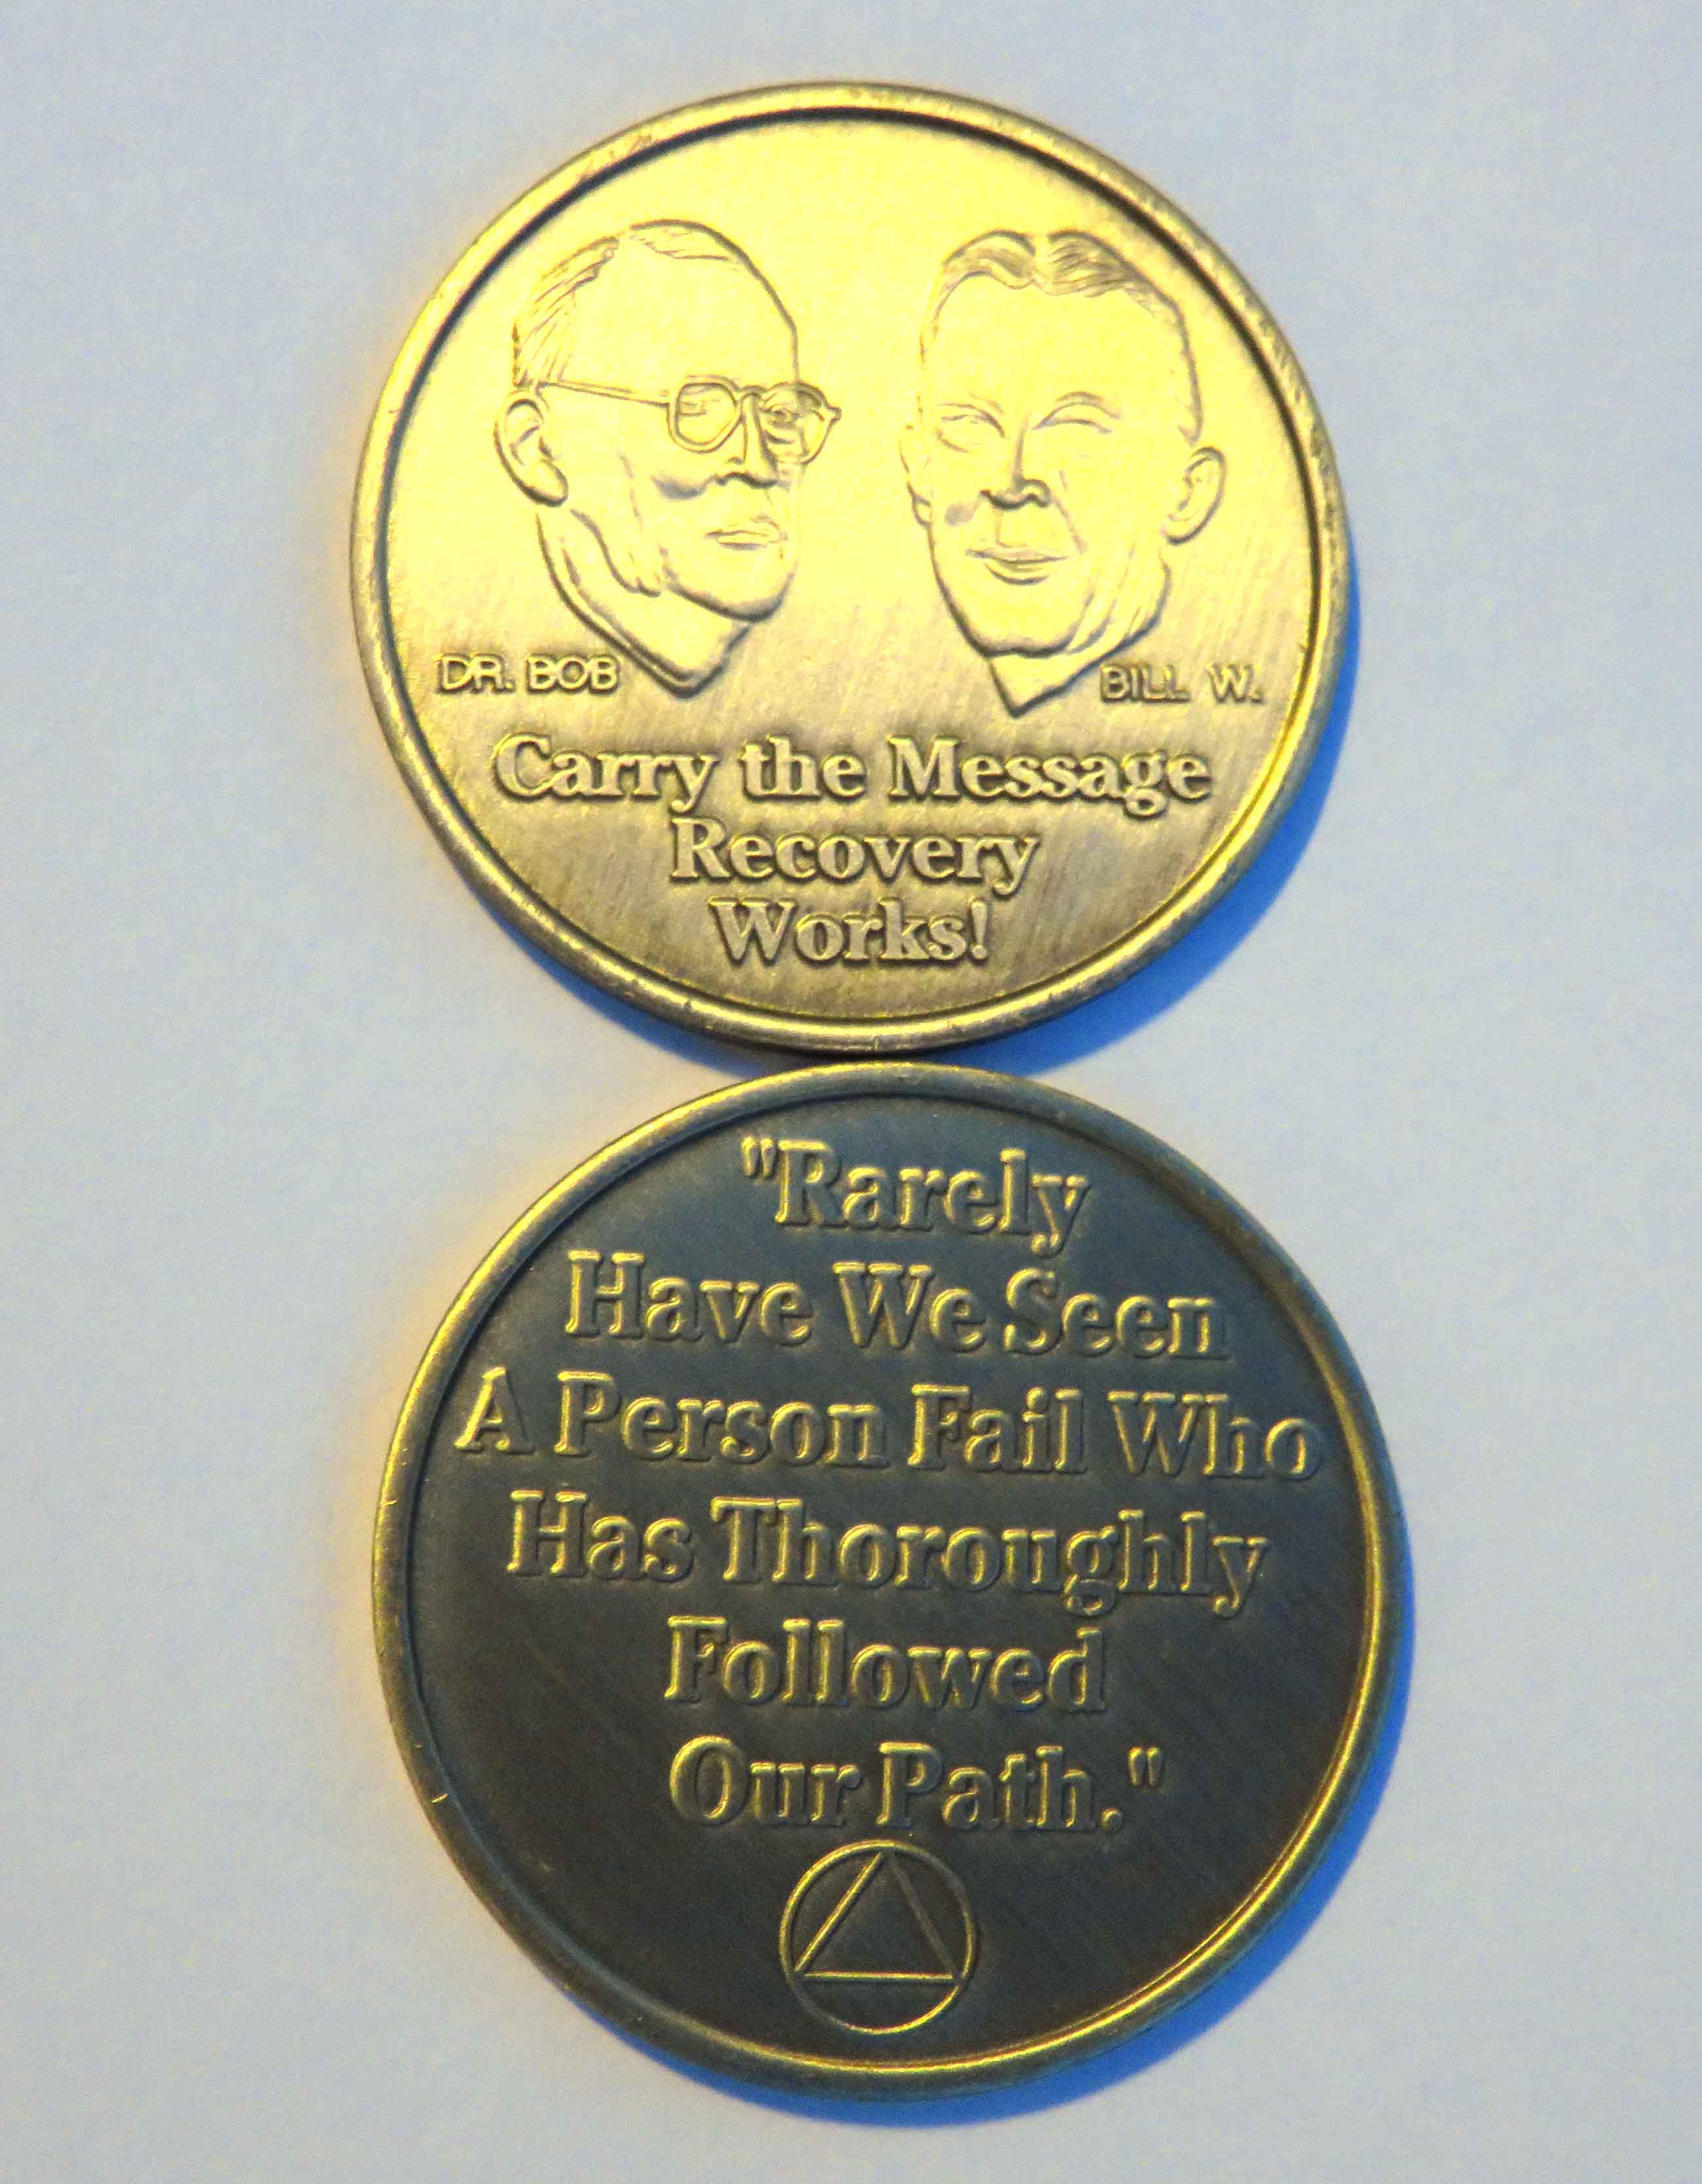 DR. BOB
BILL W.
Carry the Message
Recovery
Works!
"Rarely
Have We Seen
A Person Fail Who
Has Thoroughly
Followed
Our Path."